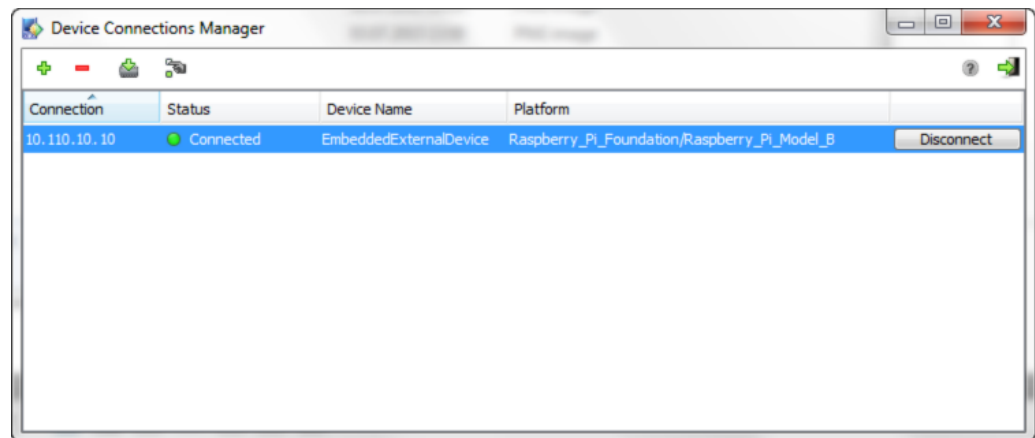 Device Connections Manager
Connection Status Device Name Platform
10.110.10.10 Connected EmbeddedExternalDevice Raspberry_Pi_Foundation/Raspberry_Pi_Model_B Disconnect